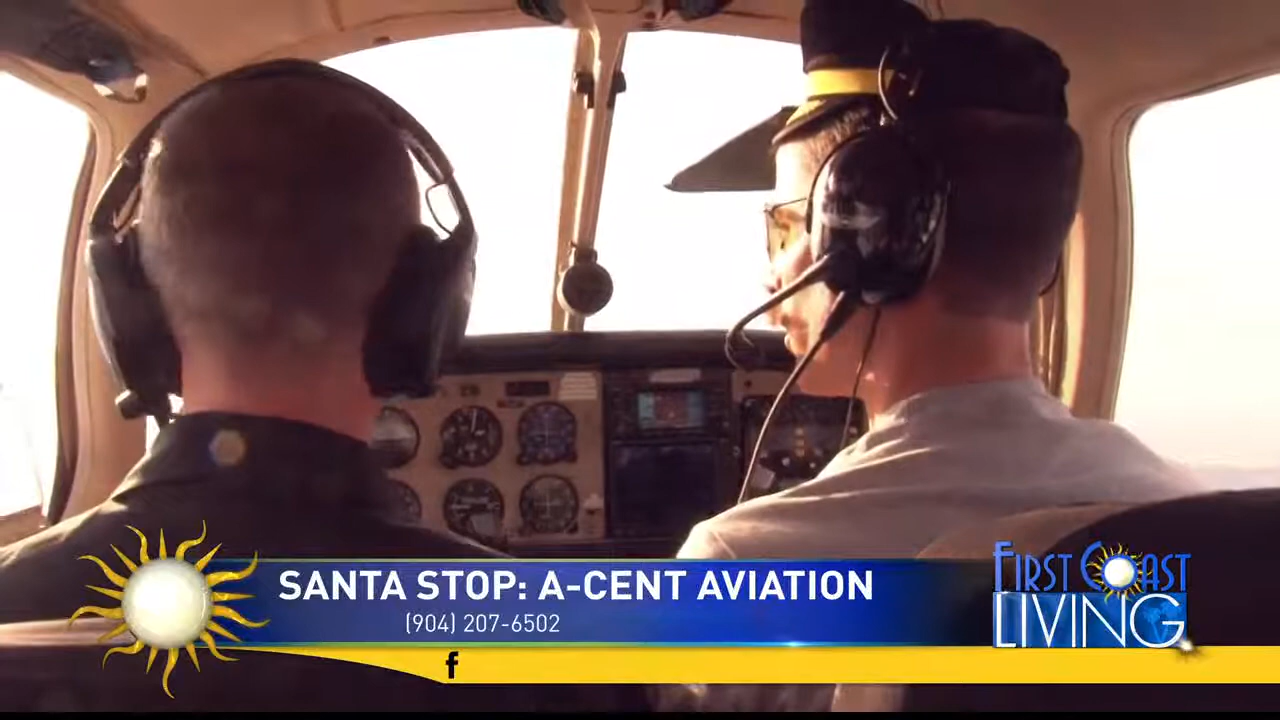 SANTA STOP: A-CENT AVIATION
(904) 207-6502
FIRST COAST
LIVING
f